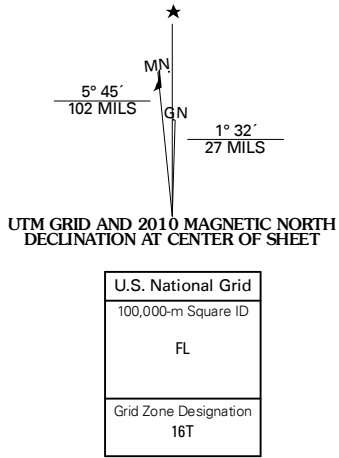 ★
MN
GN
5° 45´
102 MILS
1° 32´
27 MILS
UTM GRID AND 2010 MAGNETIC NORTH
DECLINATION AT CENTER OF SHEET
U.S. National Grid
100,000-m Square ID
FL
Grid Zone Designation
16T